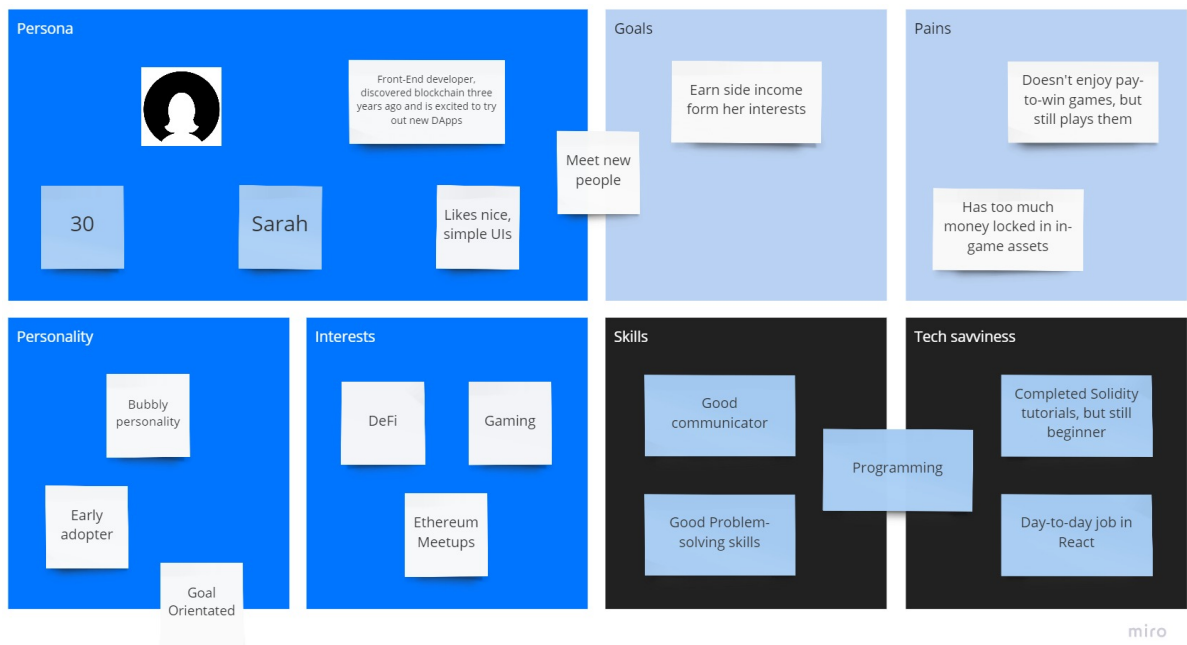 Persona
Front-End developer,
discovered blockchain three
years ago and is excited to try
out new DApps
30
Sarah
Likes nice,
simple UIs
Meet new
people
Goals
Earn side income
form her interests
Pains
Doesn't enjoy pay-
to-win games, but
still plays them
Has too much
money locked in in-
game assets
Personality
Bubbly
personality
Early
adopter
Goal
Orientated
Interests
DeFi
Gaming
Ethereum
Meetups
Skills
Good
communicator
Programming
Good Problem-
solving skills
Tech savviness
Completed Solidity
tutorials, but still
beginner
Day-to-day job in
React
miro